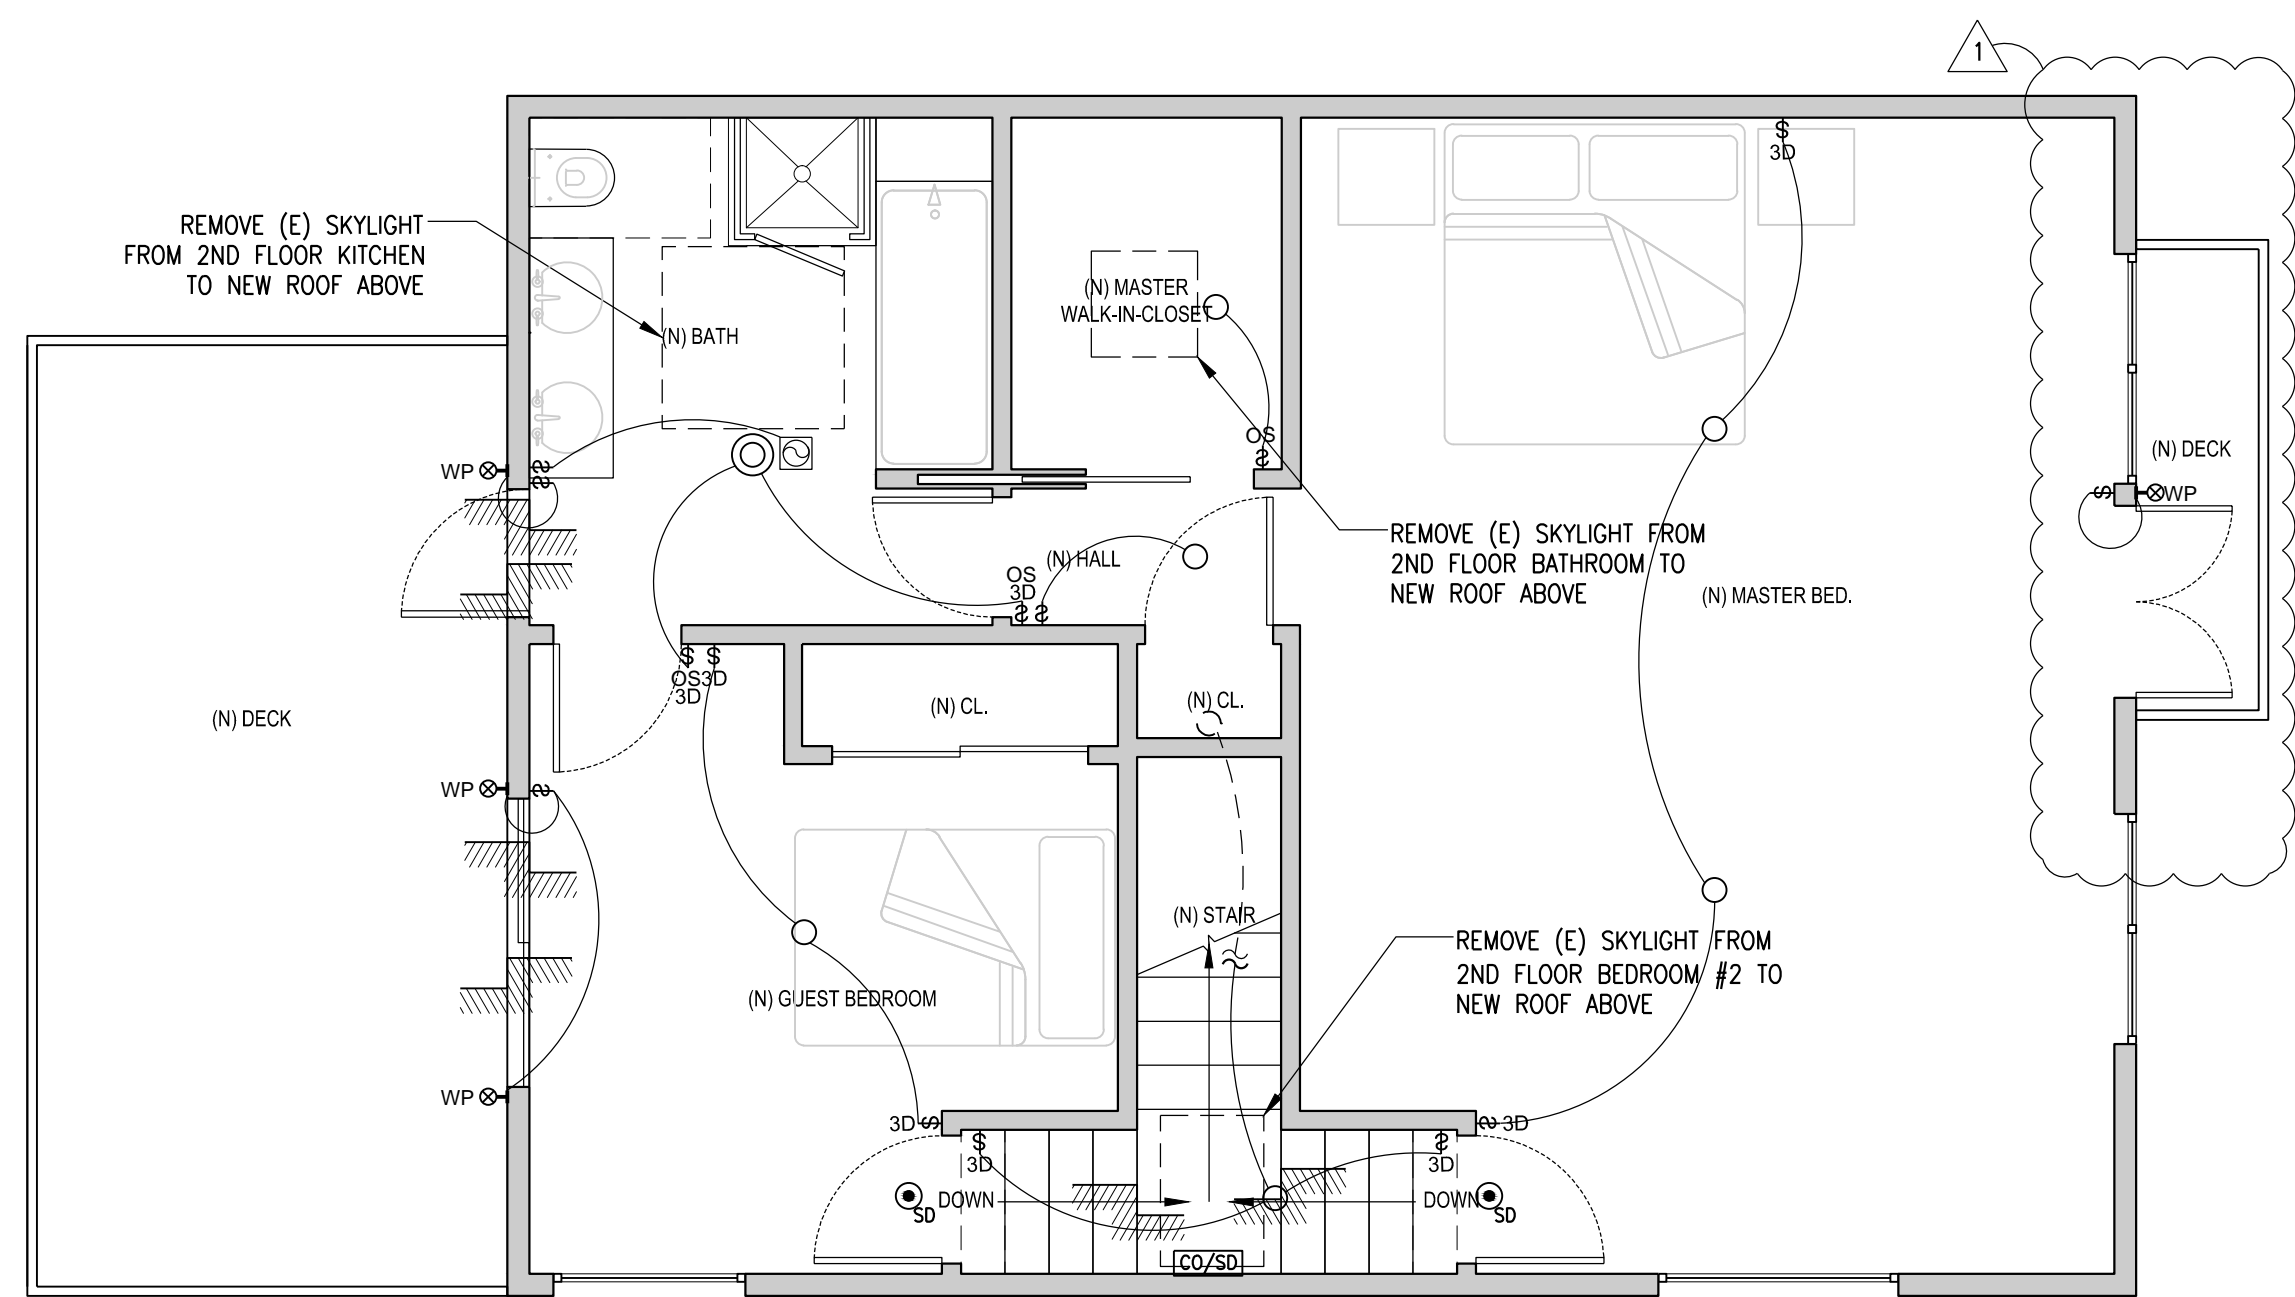 1
REMOVE (E) SKYLIGHT
FROM 2ND FLOOR KITCHEN
TO NEW ROOF ABOVE
(N) BATH
(N) MASTER
WALK-IN-CLOSET
$
3D
OS
$
WP
$
$
(N) DECK
$
WP
REMOVE (E) SKYLIGHT FROM
2ND FLOOR BATHROOM TO
NEW ROOF ABOVE
(N) HALL
OS
3D
$ $
(N) MASTER BED.
$ $
OS 3D
3D
(N) DECK
(N) CL.
(N) CL.
WP
$
(N) STAIR
REMOVE (E) SKYLIGHT FROM
2ND FLOOR BEDROOM #2 TO
NEW ROOF ABOVE
(N) GUEST BEDROOM
WP
3D $
$ 3D
$
3D
$
3D
DOWN
DOWN
SD
SD
CO/SD